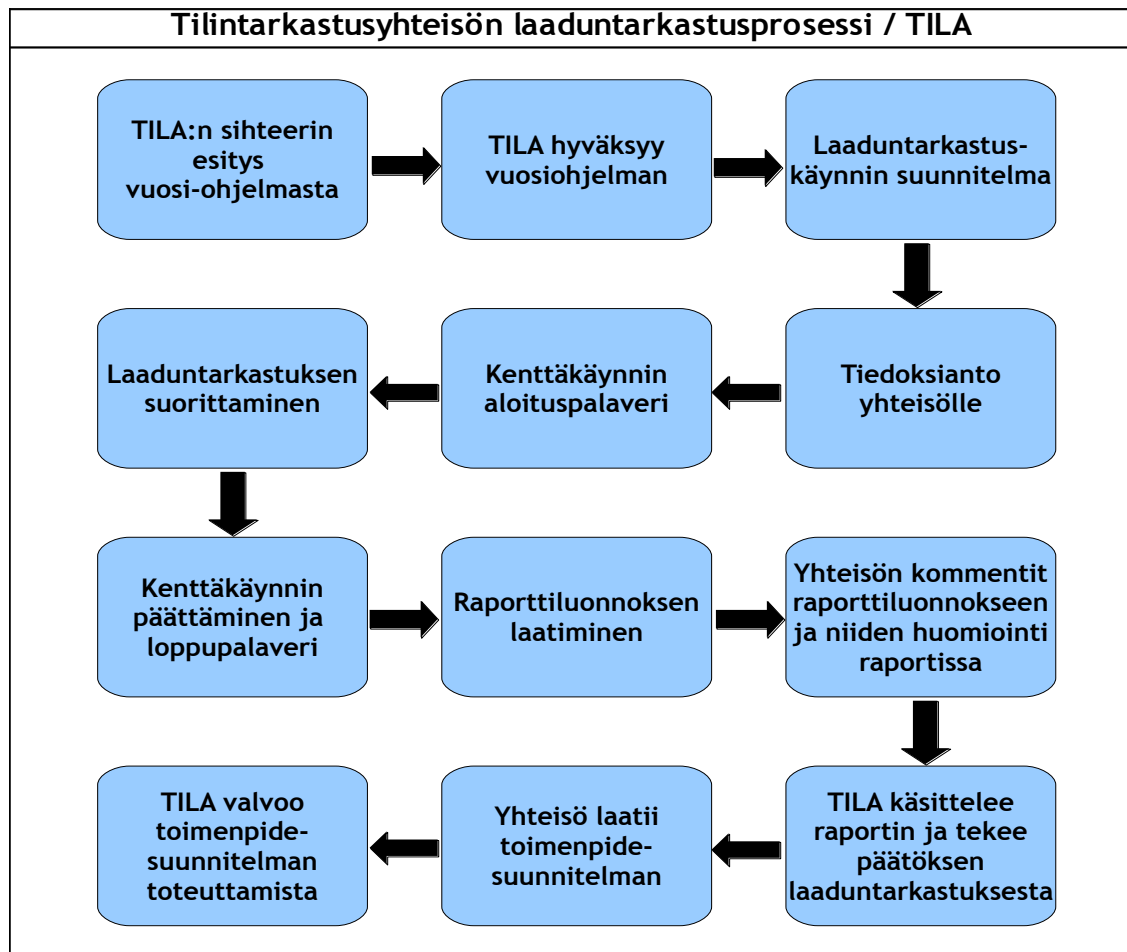 Tilintarkastusyhteisön laaduntarkastusprosessi / TILA
TILA:n sihteerin
esitys
vuosi-ohjelmasta
TILA hyväksyy
vuosiohjelman
Laaduntarkastus-
käynnin suunnitelma
Tiedoksianto
yhteisölle
Kenttäkäynnin
aloituspalaveri
Laaduntarkastuksen
suorittaminen
Kenttäkäynnin
päättäminen ja
loppupalaveri
Raporttiluonnoksen
laatiminen
Yhteisön kommentit
raporttiluonnokseen
ja niiden huomiointi
raportissa
TILA käsittelee
raportin ja tekee
päätöksen
laaduntarkastuksesta
Yhteisö laatii
toimenpide-
suunnitelman
TILA valvoo
toimenpide-
suunnitelman
toteuttamista